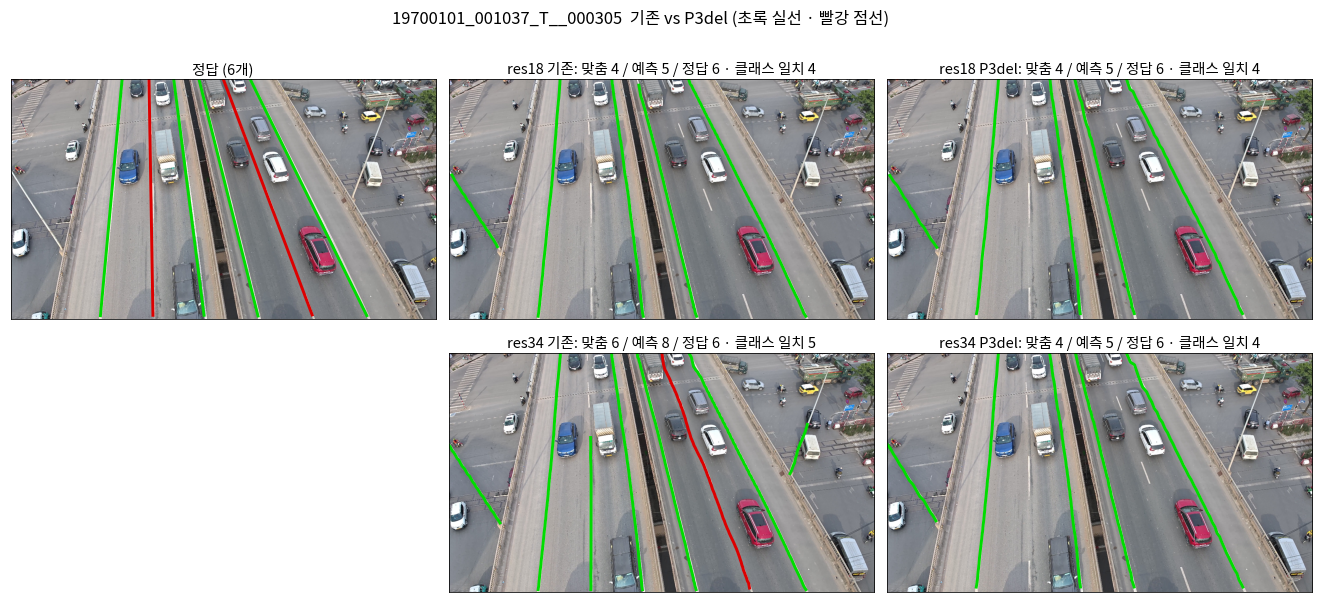 19700101_001037_T__000305 기존 vs P3del (초록 실선 · 빨강 점선)
정답 (6개)
res18 기존: 맞춤 4 / 예측 5 / 정답 6 · 클래스 일치 4
res18 P3del: 맞춤 4 / 예측 5 / 정답 6 · 클래스 일치 4
res34 기존: 맞춤 6 / 예측 8 / 정답 6 · 클래스 일치 5
res34 P3del: 맞춤 4 / 예측 5 / 정답 6 · 클래스 일치 4